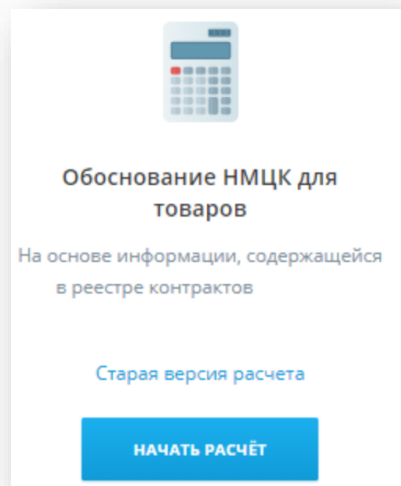 Обоснование НМЦК для
товаров
На основе информации, содержащейся
в реестре контрактов
Старая версия расчета
НАЧАТЬ РАСЧЁТ